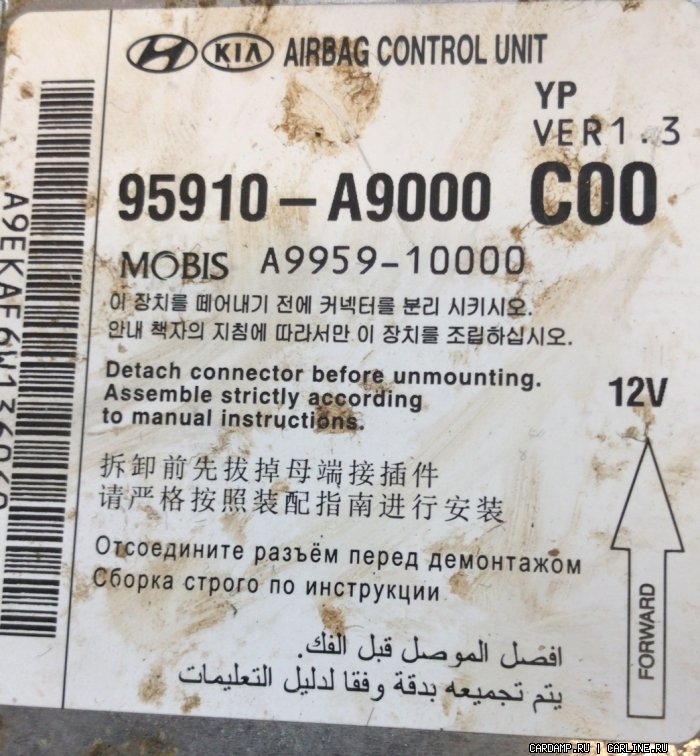 HYUNDAI KIA AIRBAG CONTROL UNIT
YP
VER1.3
95910-A9000 C00
MOBIS A9959-10000
이 장치를 떼어내기 전에 커넥터를 분리 시키시오.
안내 책자의 지침에 따라서만 이 장치를 조립하십시오.
Detach connector before unmounting.
Assemble strictly according
to manual instructions.
12V
拆卸前先拔掉母端接插件
请严格按照装配指南进行安装
Отсоедините разъём перед демонтажом
Сборка строго по инструкции
افصل الموصل قبل الفك.
يتم تجميعه بدقة وفقا لدليل التعليمات
FORWARD
CARDAMP.RU | CARLINE.RU